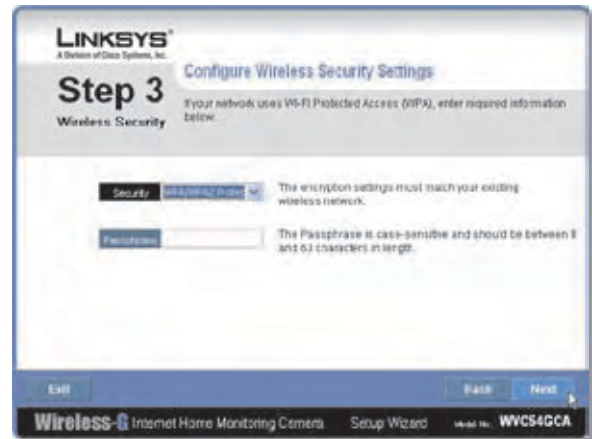 LINKSYS®
A Division of Cisco Systems, Inc.
Step 3
Wireless Security
Configure Wireless Security Settings
If your network uses Wi-Fi Protected Access (WPA), enter required information
below.
Security
WPA/WPA2 Protec
The encryption settings must match your existing
wireless network.
Passphrase
The Passphrase is case-sensitive and should be between 8
and 63 characters in length.
Exit
Back
Next
Wireless-G Internet Home Monitoring Camera
Setup Wizard
Model No. WVC54GCA